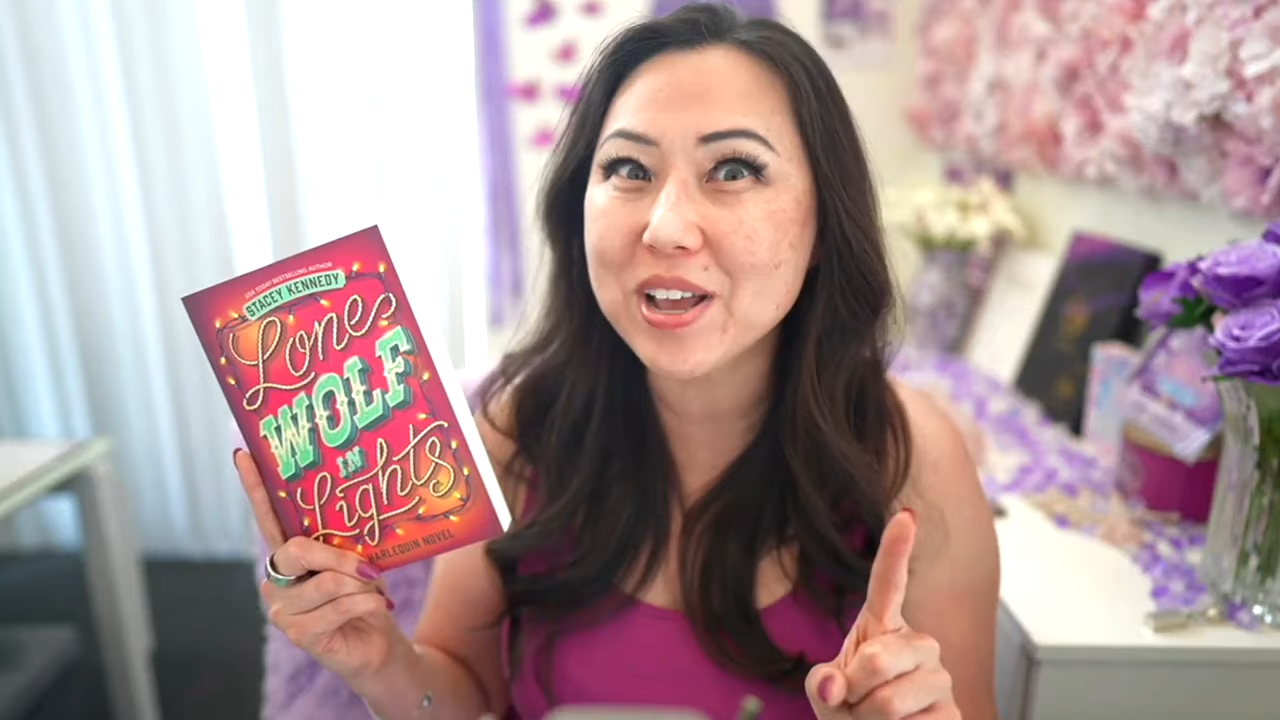 USA TODAY BESTSELLING AUTHOR
STACEY KENNEDY
Lone
WOLF
IN
Lights
HARLEQUIN NOVEL